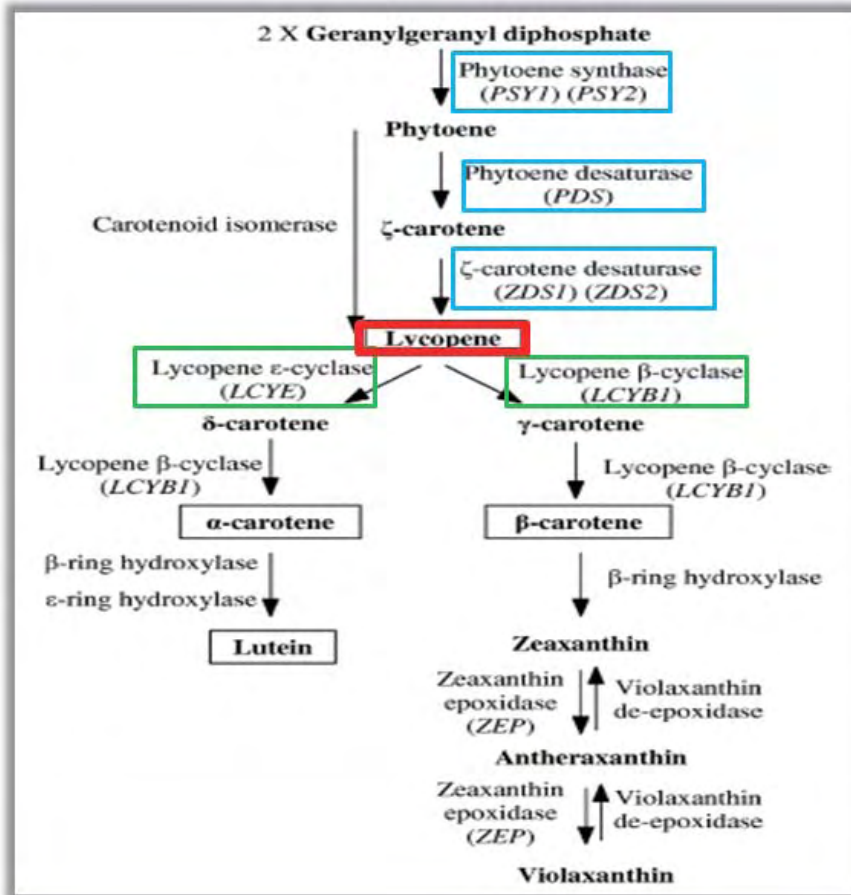 2 X Geranylgeranyl diphosphate
Phytoene synthase
(PSY1) (PSY2)
Phytoene
Phytoene desaturase
(PDS)
Carotenoid isomerase
ζ-carotene
ζ-carotene desaturase
(ZDS1) (ZDS2)
Lycopene
Lycopene ε-cyclase
(LCYE)
Lycopene β-cyclase
(LCYB1)
δ-carotene
γ-carotene
Lycopene β-cyclase
(LCYB1)
Lycopene β-cyclase
(LCYB1)
α-carotene
β-carotene
β-ring hydroxylase
ε-ring hydroxylase
β-ring hydroxylase
Lutein
Zeaxanthin
Zeaxanthin
epoxidase
(ZEP)
Violaxanthin
de-epoxidase
Antheraxanthin
Zeaxanthin
epoxidase
(ZEP)
Violaxanthin
de-epoxidase
Violaxanthin